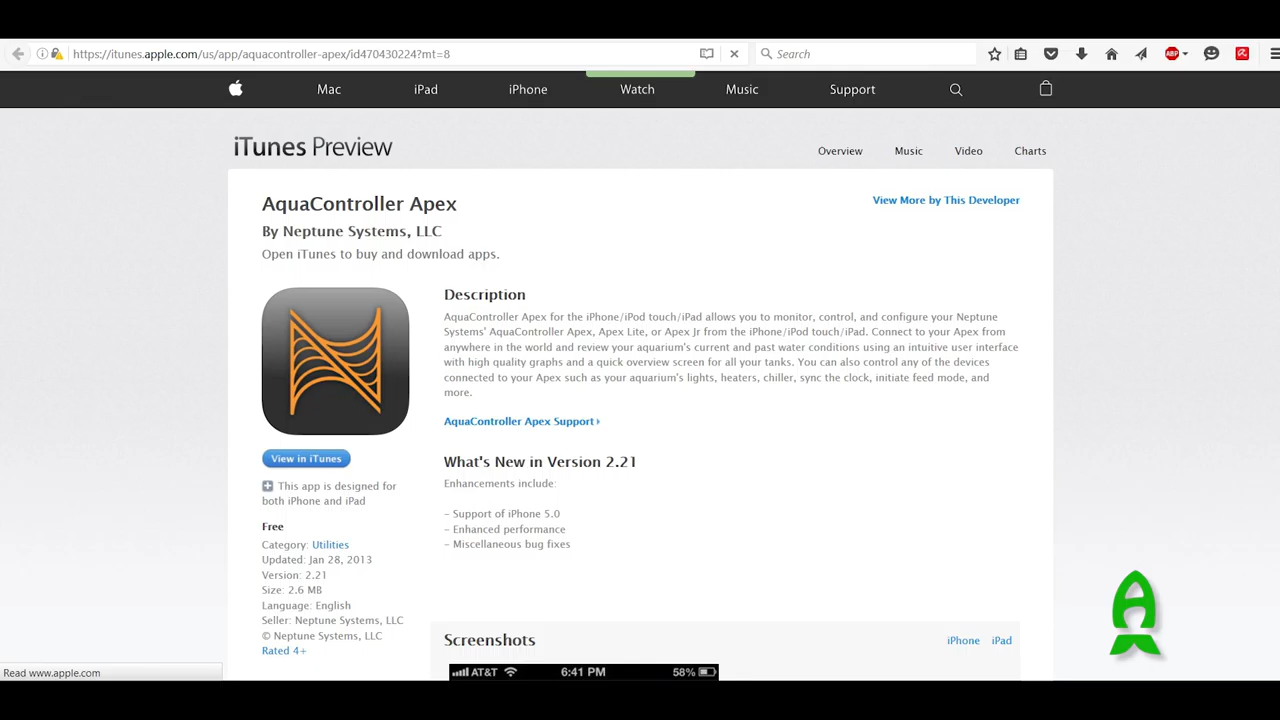 https://itunes.apple.com/us/app/aquacontroller-apex/id470430224?mt=8
Search
ABP
Mac
iPad
iPhone
Watch
Music
Support
iTunes Preview
Overview
Music
Video
Charts
AquaController Apex
View More by This Developer
By Neptune Systems, LLC
Open iTunes to buy and download apps.
Description
AquaController Apex for the iPhone/iPod touch/iPad allows you to monitor, control, and configure your Neptune
Systems' AquaController Apex, Apex Lite, or Apex Jr from the iPhone/iPod touch/iPad. Connect to your Apex from
anywhere in the world and review your aquarium's current and past water conditions using an intuitive user interface
with high quality graphs and a quick overview screen for all your tanks. You can also control any of the devices
connected to your Apex such as your aquarium's lights, heaters, chiller, sync the clock, initiate feed mode, and
more.
AquaController Apex Support
What's New in Version 2.21
Enhancements include:
- Support of iPhone 5.0
- Enhanced performance
- Miscellaneous bug fixes
View in iTunes
This app is designed for
both iPhone and iPad
Free
Category: Utilities
Updated: Jan 28, 2013
Version: 2.21
Size: 2.6 MB
Language: English
Seller: Neptune Systems, LLC
© Neptune Systems, LLC
Rated 4+
Screenshots
iPhone
iPad
AT&T
6:41 PM
58%
Read www.apple.com